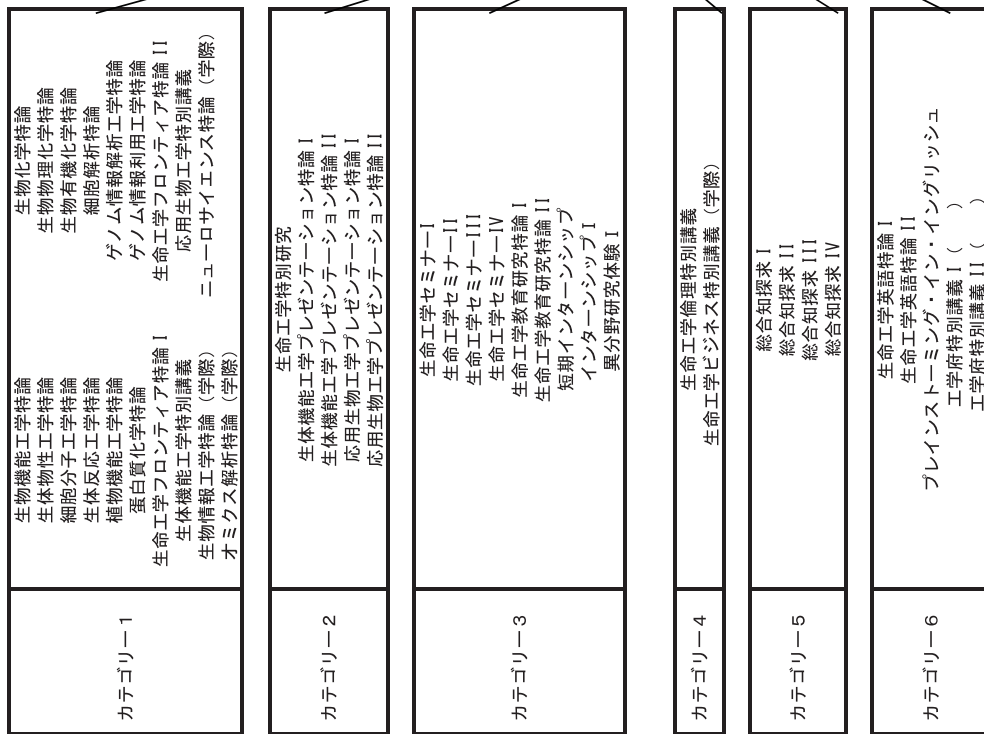 カテゴリー1
生物機能工学特論
生体物性工学特論
細胞分子工学特論
生体反応工学特論
植物機能工学特論
蛋白質化学特論
生命工学フロンティア特論 I
生体機能工学特別講義
生物情報工学特論（学際）
オミクス解析特論（学際）
生物化学特論
生物物理化学特論
生物有機化学特論
細胞解析特論
ゲノム情報解析工学特論
ゲノム情報利用工学特論
生命工学フロンティア特論 II
応用生物工学特別講義
ニューロサイエンス特論（学際）
カテゴリー2
生命工学特別研究
生体機能工学プレゼンテーション特論 I
生体機能工学プレゼンテーション特論 II
応用生物工学プレゼンテーション特論 I
応用生物工学プレゼンテーション特論 II
カテゴリー3
生命工学セミナーI
生命工学セミナーII
生命工学セミナーIII
生命工学セミナーIV
生命工学教育研究特論 I
生命工学教育研究特論 II
短期インターンシップ
インターンシップ I
異分野研究体験 I
カテゴリー4
生命工学倫理特別講義
生命工学ビジネス特別講義（学際）
カテゴリー5
総合知探求 I
総合知探求 II
総合知探求 III
総合知探求 IV
カテゴリー6
生命工学英語特論 I
生命工学英語特論 II
ブレインストーミング・イン・イングリッシュ
工学府特別講義 I（　　）
工学府特別講義 II（　　）